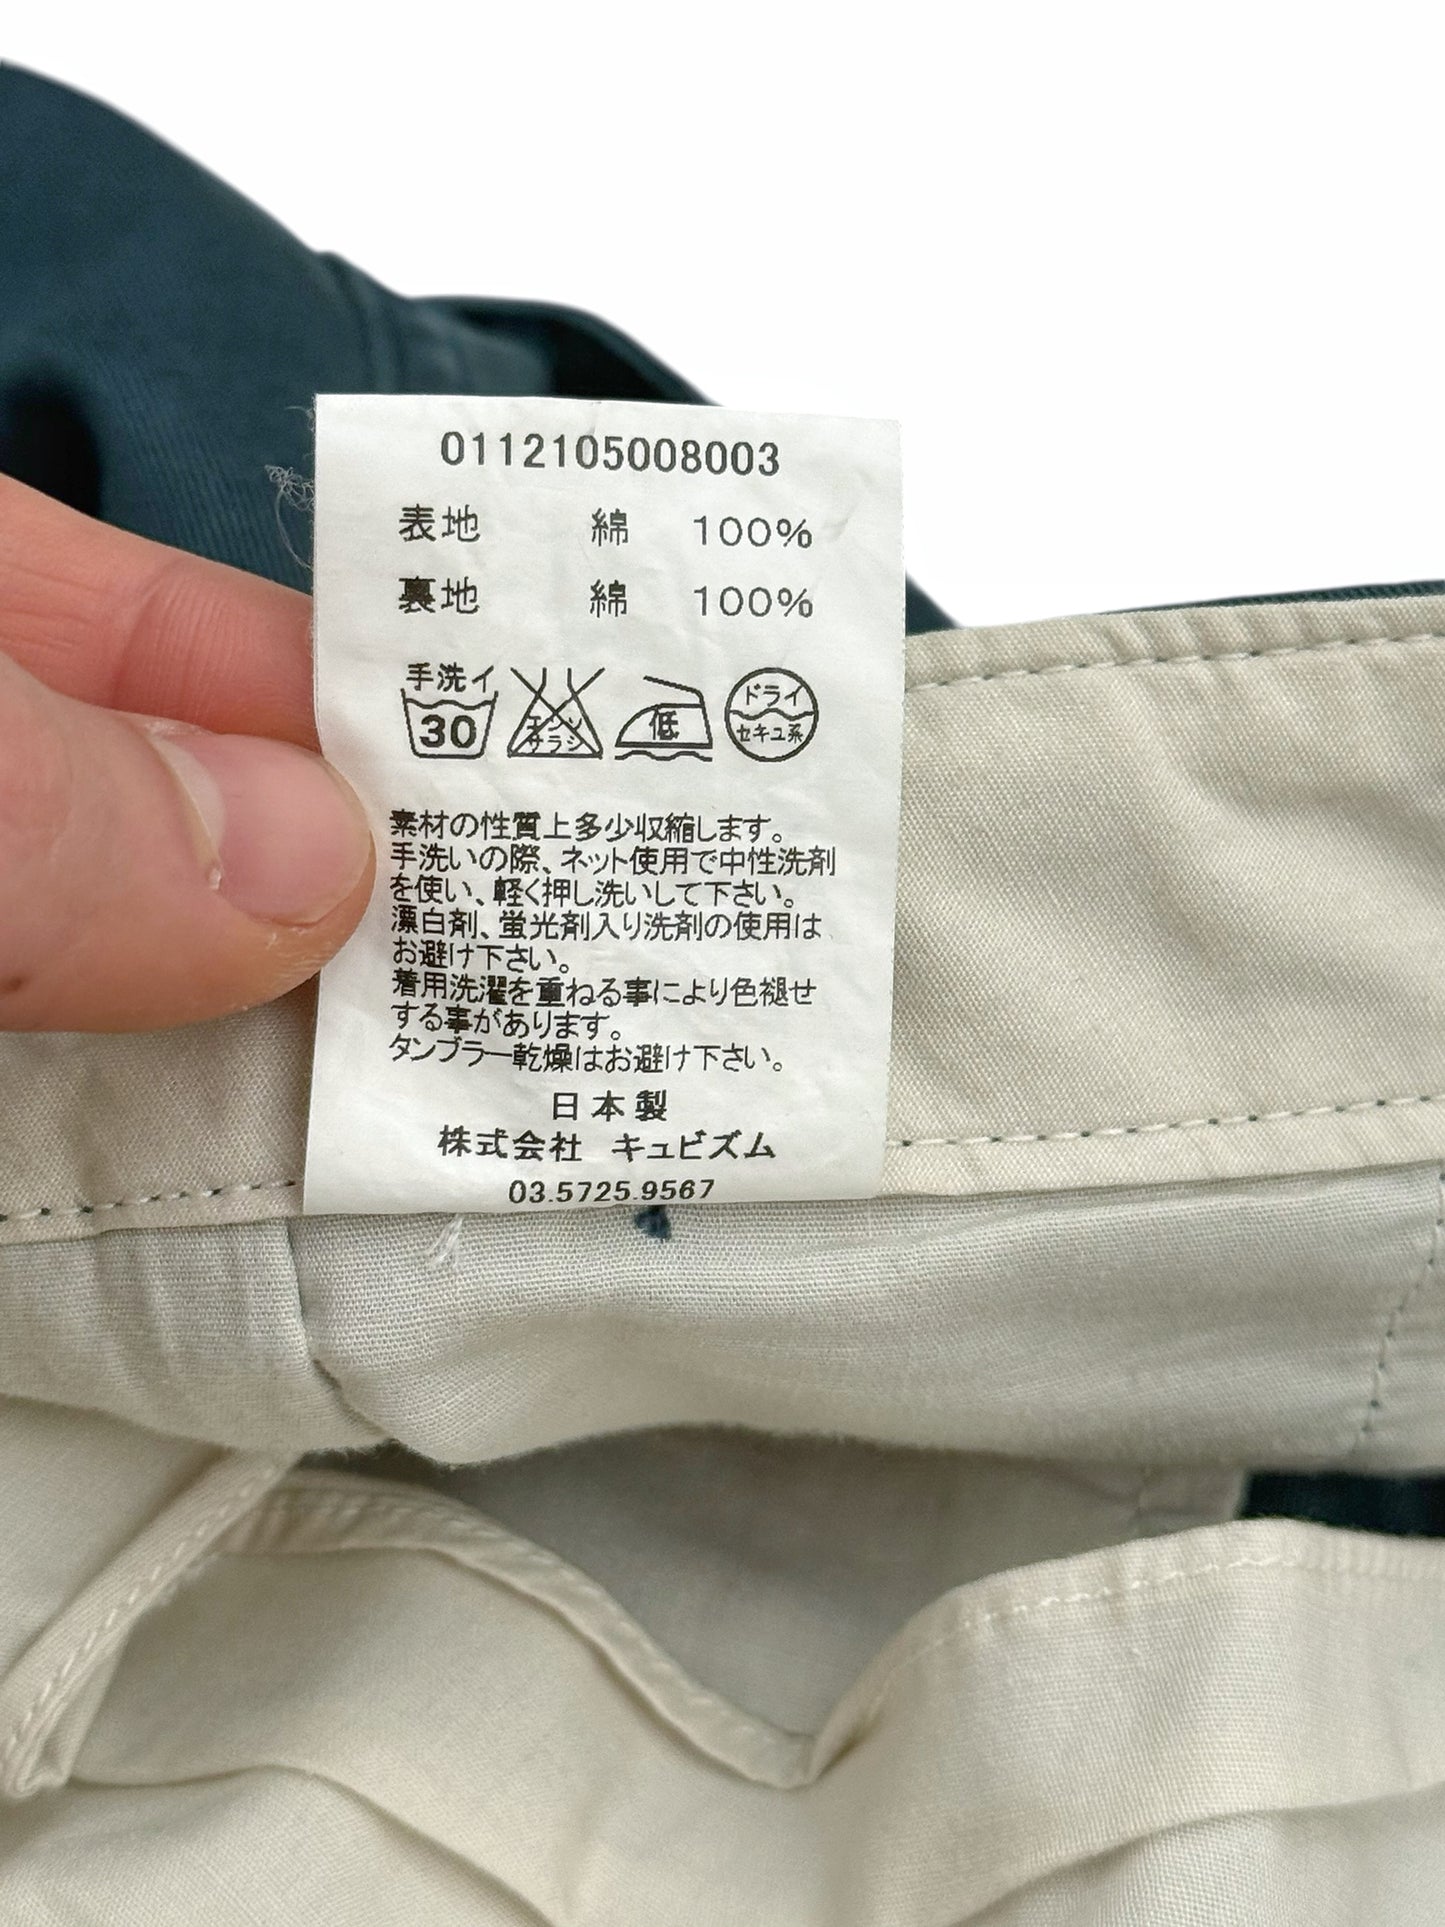 0112105008003
表地 綿 100%
裏地 綿 100%
手洗イ
30
エンソ
サラシ
低
ドライ
セキユ系
素材の性質上多少収縮します。
手洗いの際、ネット使用で中性洗剤
を使い、軽く押し洗いして下さい。
漂白剤、蛍光剤入り洗剤の使用は
お避け下さい。
着用洗濯を重ねる事により色褪せ
する事があります。
タンブラー乾燥はお避け下さい。
日本製
株式会社 キュビズム
03.5725.9567